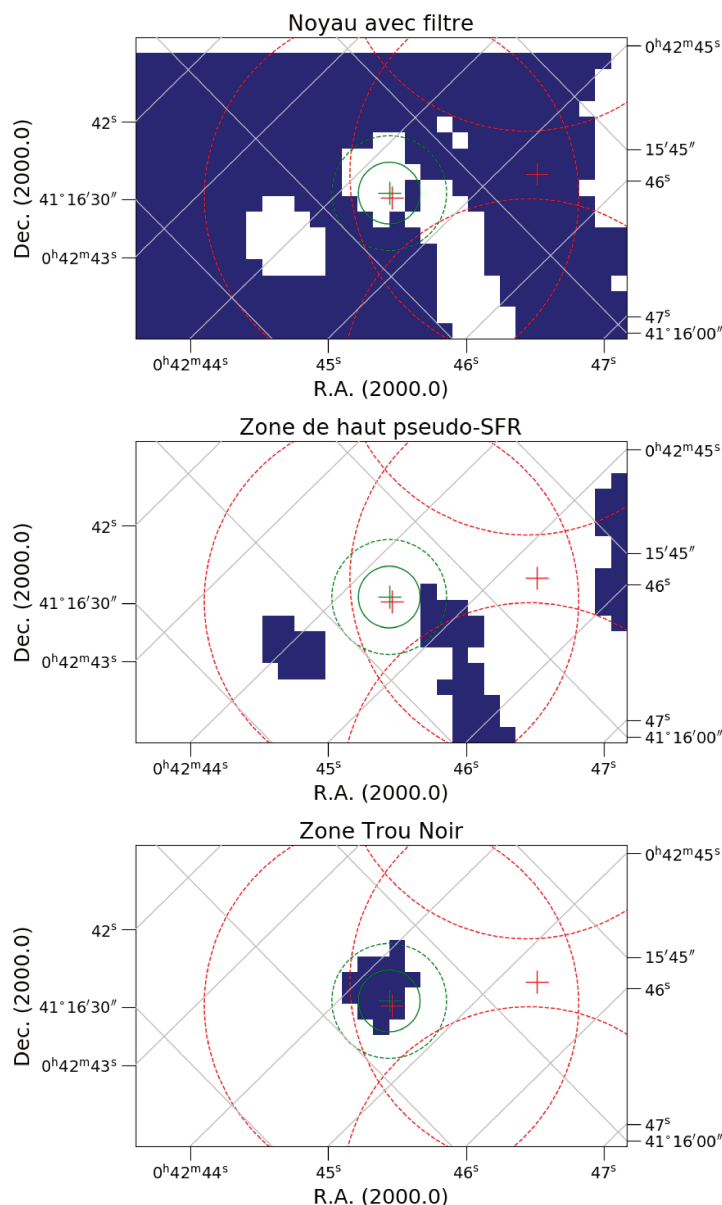 Noyau avec filtre
0ʰ42ᵐ45ˢ
42ˢ
15′45″
46ˢ
41°16′30″
0ʰ42ᵐ43ˢ
47ˢ
41°16′00″
0ʰ42ᵐ44ˢ 45ˢ 46ˢ 47ˢ
R.A. (2000.0)
Dec. (2000.0)
Zone de haut pseudo-SFR
0ʰ42ᵐ45ˢ
42ˢ
15′45″
46ˢ
41°16′30″
0ʰ42ᵐ43ˢ
47ˢ
41°16′00″
0ʰ42ᵐ44ˢ 45ˢ 46ˢ 47ˢ
R.A. (2000.0)
Dec. (2000.0)
Zone Trou Noir
0ʰ42ᵐ45ˢ
42ˢ
15′45″
46ˢ
41°16′30″
0ʰ42ᵐ43ˢ
47ˢ
41°16′00″
0ʰ42ᵐ44ˢ 45ˢ 46ˢ 47ˢ
R.A. (2000.0)
Dec. (2000.0)